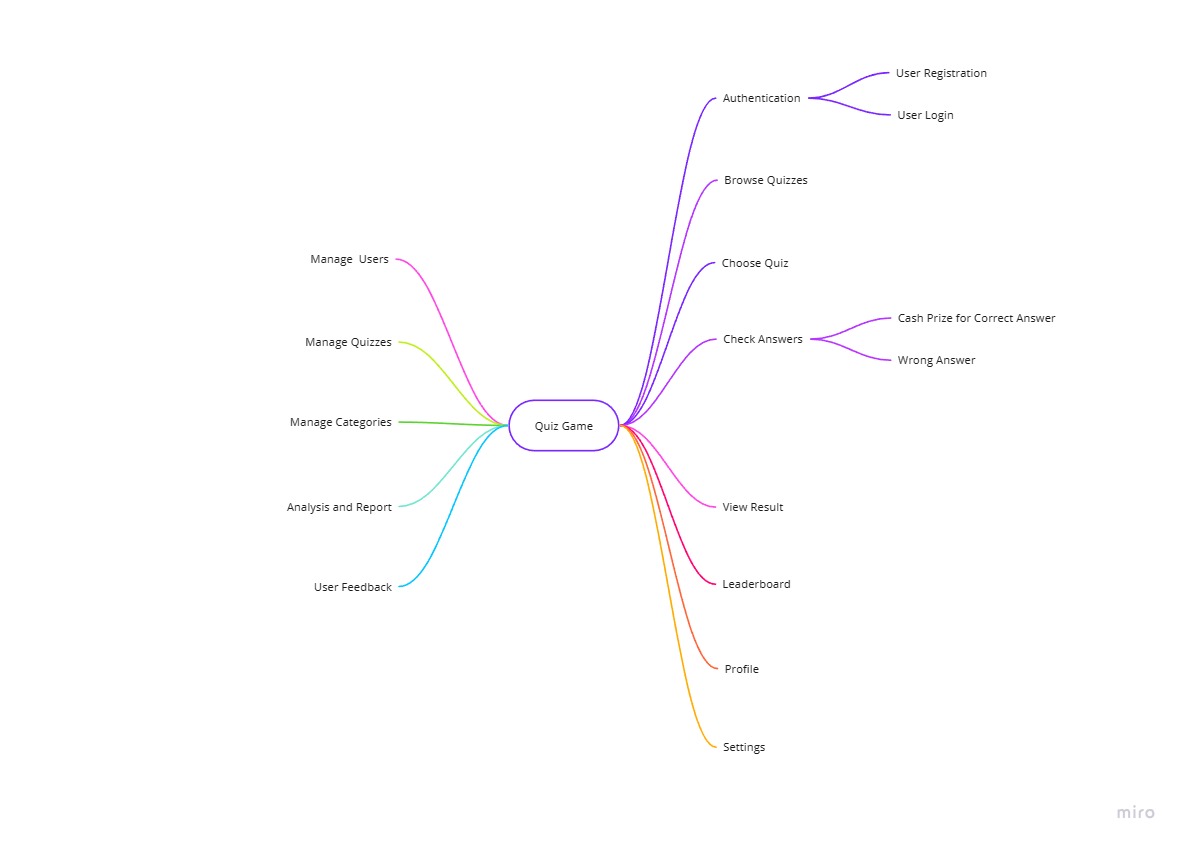 Quiz Game
Authentication
User Registration
User Login
Browse Quizzes
Choose Quiz
Check Answers
Cash Prize for Correct Answer
Wrong Answer
View Result
Leaderboard
Profile
Settings
Manage  Users
Manage Quizzes
Manage Categories
Analysis and Report
User Feedback
miro